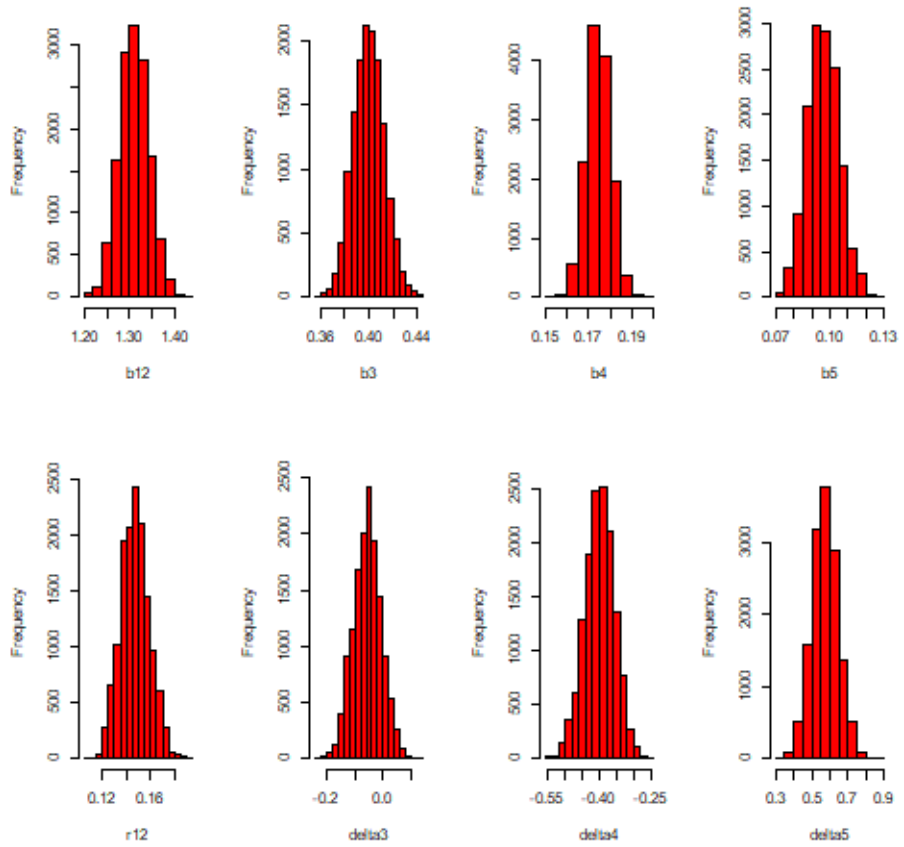 Frequency
0 500 1000 2000 3000
1.20 1.30 1.40
b12
Frequency
0 500 1000 1500 2000
0.36 0.40 0.44
b3
Frequency
0 1000 2000 3000 4000
0.15 0.17 0.19
b4
Frequency
0 500 1000 1500 2000 2500 3000
0.07 0.10 0.13
b5
Frequency
0 500 1000 1500 2000 2500
0.12 0.16
r12
Frequency
0 500 1000 1500 2000 2500
-0.2 0.0
delta3
Frequency
0 500 1000 1500 2000 2500
-0.55 -0.40 -0.25
delta4
Frequency
0 1000 2000 3000
0.3 0.5 0.7 0.9
delta5